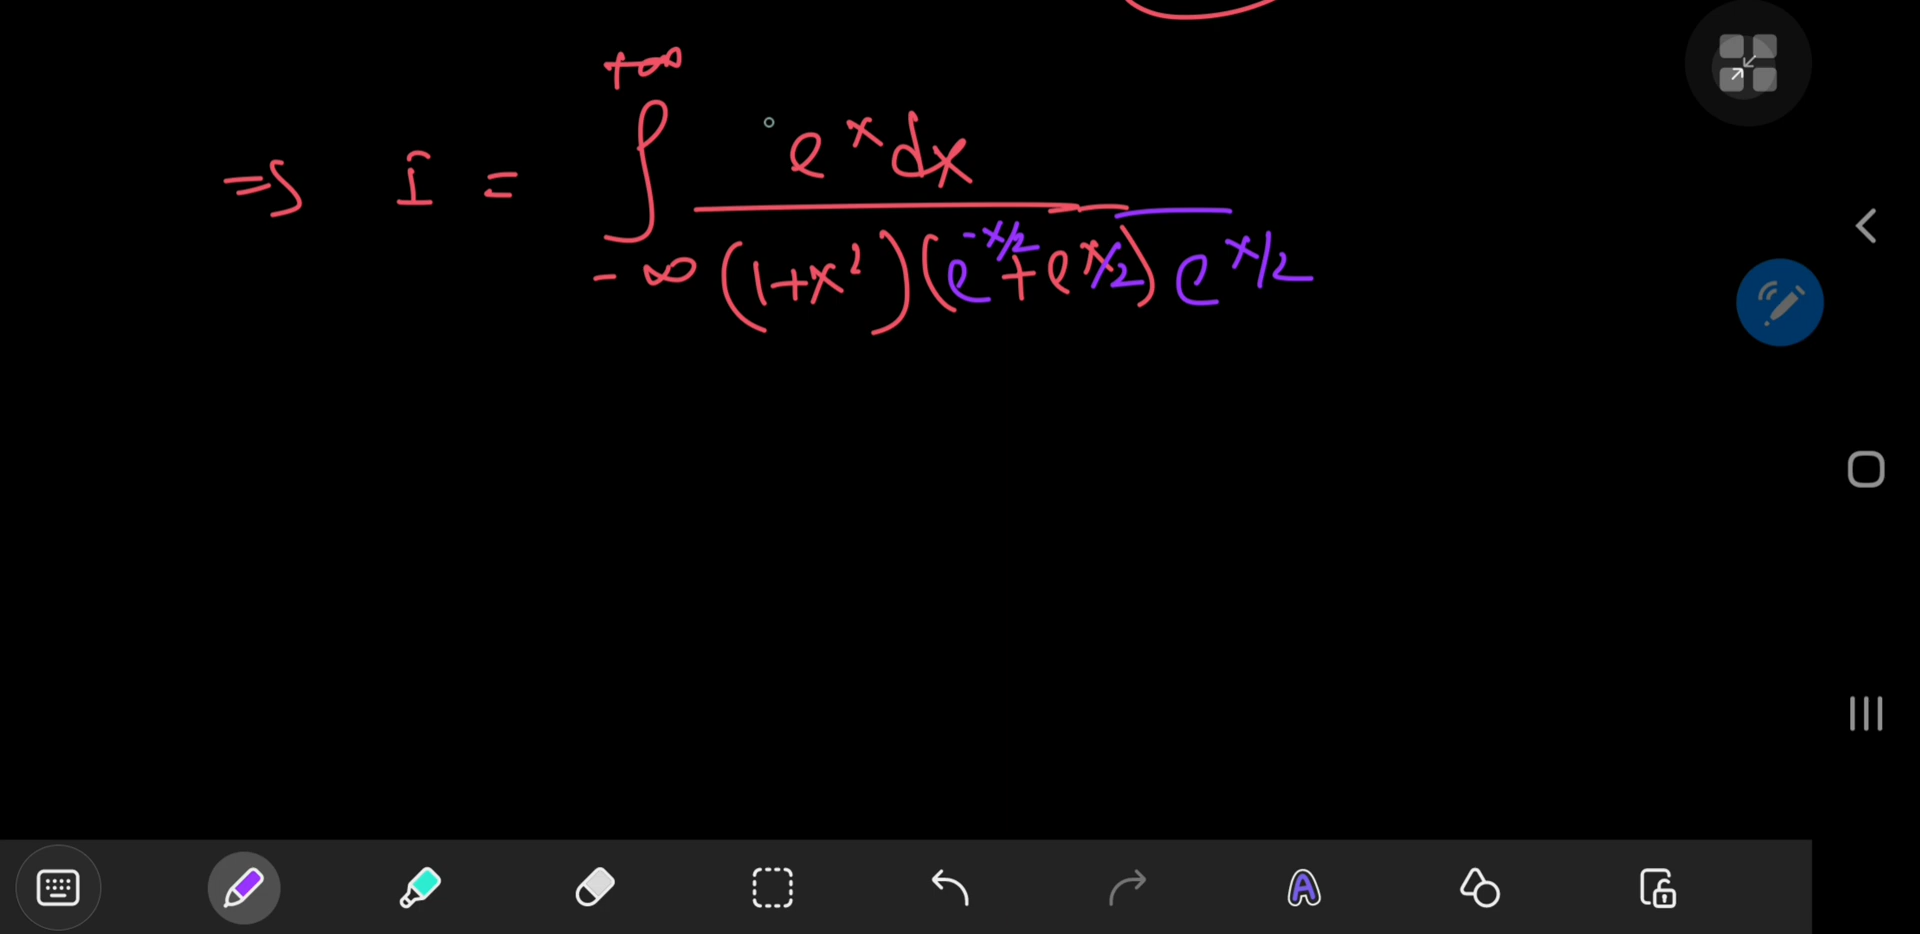 ⇒ I = ∫_{-∞}^{+∞} e^x dx / (1+x²)(e^{-x/2}+e^{x/2}) e^{x/2}
A